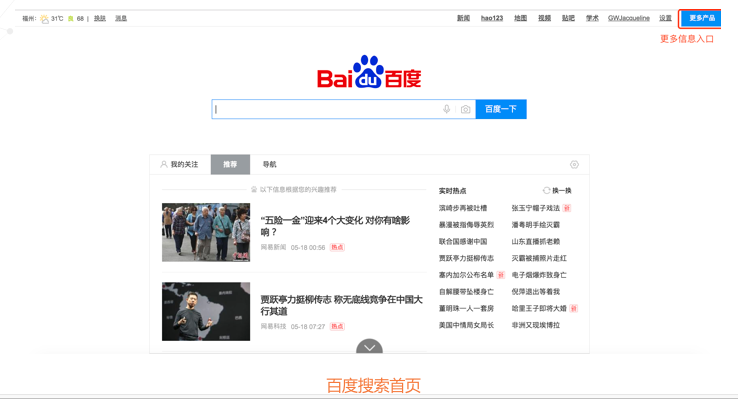 福州： 31℃ 68 | 换肤 消息
新闻 hao123 地图 视频 贴吧 学术 GWJacqueline 设置 更多产品
更多信息入口
Bai du 百度
百度一下
我的关注 推荐 导航
以下信息根据您的兴趣推荐
“五险一金”迎来4个大变化 对你有啥影
响？
网易新闻 05-18 00:56 热点
贾跃亭力挺柳传志 称无底线竞争在中国大
行其道
网易科技 05-18 07:27 热点
实时热点 换一换
滨崎步再被吐槽 张玉宁帽子戏法 新
暴漫被指侮辱英烈 潘粤明手绘灭霸
联合国感谢中国 山东直播抓老赖
贾跃亭力挺柳传志 灭霸被捕照片走红
塞内加尔公布名单 新 电子烟爆炸致身亡
自解腰带坠楼身亡 倪萍退出等着我
董明珠一人一套房 哈里王子即将大婚 新
美国中情局女局长 非洲又现埃博拉
百度搜索首页